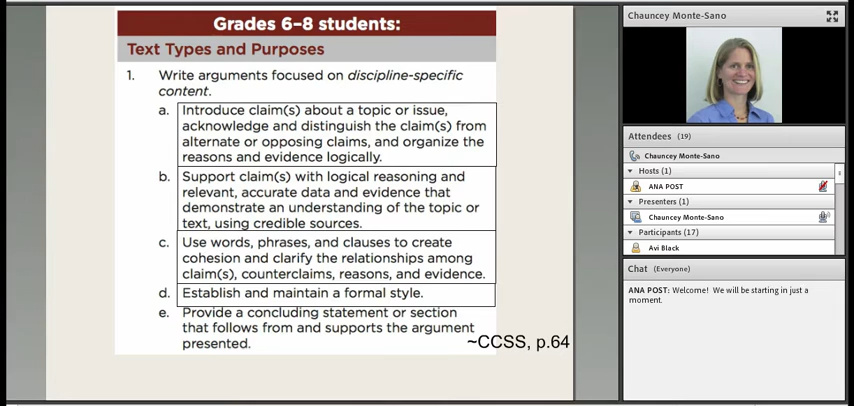 Grades 6–8 students:
Text Types and Purposes
1. Write arguments focused on discipline-specific
content.
a. Introduce claim(s) about a topic or issue,
acknowledge and distinguish the claim(s) from
alternate or opposing claims, and organize the
reasons and evidence logically.
b. Support claim(s) with logical reasoning and
relevant, accurate data and evidence that
demonstrate an understanding of the topic or
text, using credible sources.
c. Use words, phrases, and clauses to create
cohesion and clarify the relationships among
claim(s), counterclaims, reasons, and evidence.
d. Establish and maintain a formal style.
e. Provide a concluding statement or section
that follows from and supports the argument
presented.
~CCSS, p.64
Chauncey Monte-Sano
Attendees (19)
Chauncey Monte-Sano
Hosts (1)
ANA POST
Presenters (1)
Chauncey Monte-Sano
Participants (17)
Avi Black
Chat (Everyone)
ANA POST: Welcome! We will be starting in just a
moment.